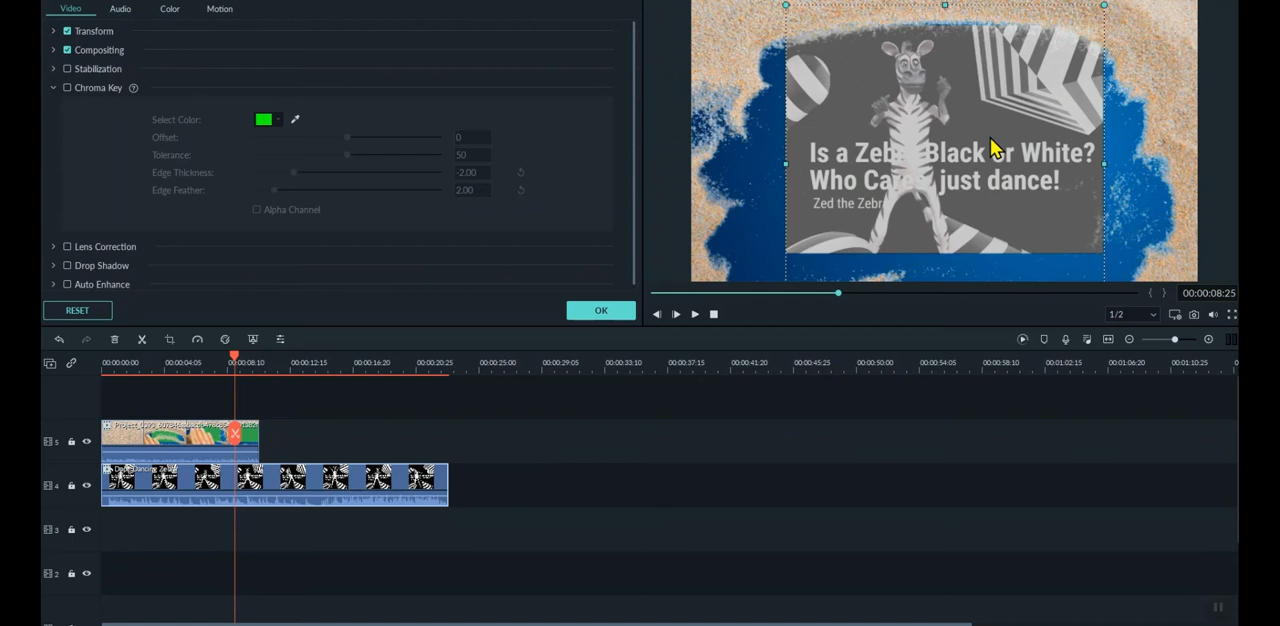 Video Audio Color Motion
Transform
Compositing
Stabilization
Chroma Key ?
Select Color:
Offset: 0
Tolerance: 50
Edge Thickness: -2.00
Edge Feather: 2.00
Alpha Channel
Lens Correction
Drop Shadow
Auto Enhance
RESET OK
Is a Zebra Black or White?
Who Cares, just dance!
Zed the Zebra
{ } 00:00:08:25
1/2
00:00:00:00 00:00:04:05 00:00:08:10 00:00:12:15 00:00:16:20 00:00:20:25 00:00:25:00 00:00:29:05 00:00:33:10 00:00:37:15 00:00:41:20 00:00:45:25 00:00:50:00 00:00:54:05 00:00:58:10 00:01:02:15 00:01:06:20 00:01:10:25
5
Dancing Zeb
4
3
2